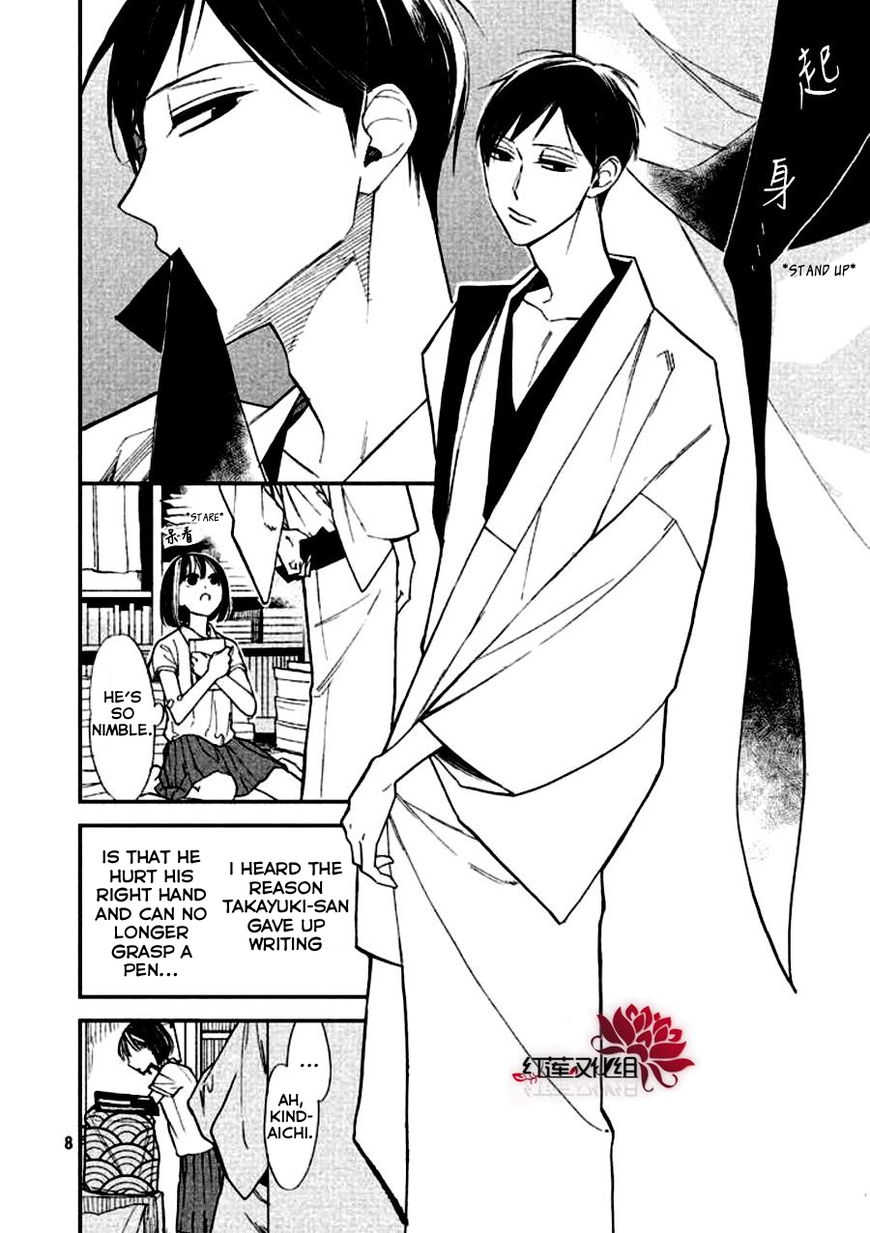 起
身...
*STAND UP*
*STARE*
呆看
HE'S
SO
NIMBLE.
I HEARD THE
REASON
TAKAYUKI-SAN
GAVE UP
WRITING
IS THAT HE
HURT HIS
RIGHT HAND
AND CAN NO
LONGER
GRASP A
PEN...
...
AH,
KIND-
AICHI.
红莲汉化组
8